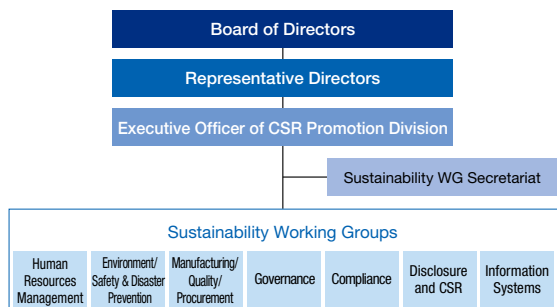 Board of Directors
Representative Directors
Executive Officer of CSR Promotion Division
Sustainability WG Secretariat
Sustainability Working Groups
Human
Resources
Management
Environment/
Safety & Disaster
Prevention
Manufacturing/
Quality/
Procurement
Governance
Compliance
Disclosure
and CSR
Information
Systems